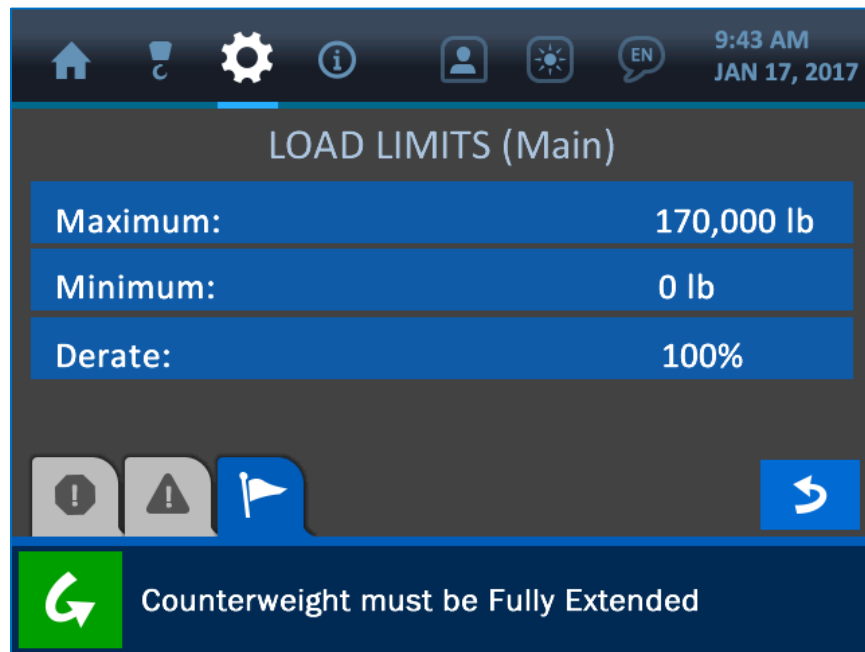 EN
9:43 AM
JAN 17, 2017
LOAD LIMITS (Main)
Maximum: 170,000 lb
Minimum: 0 lb
Derate: 100%
Counterweight must be Fully Extended